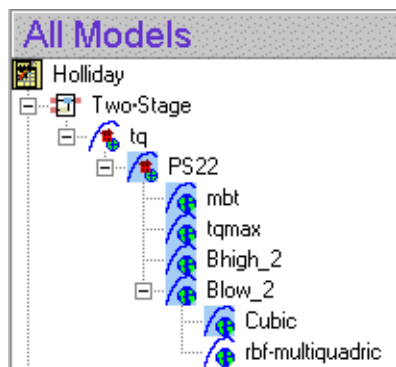 All Models
Holliday
Two-Stage
tq
PS22
mbt
tqmax
Bhigh_2
Blow_2
Cubic
rbf-multiquadric